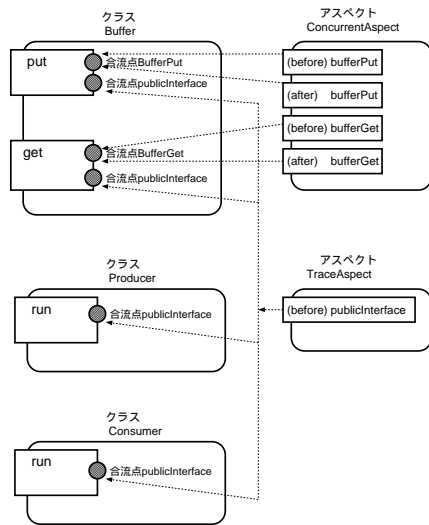 クラス
Buffer
put
合流点BufferPut
合流点publicInterface
get
合流点BufferGet
合流点publicInterface
アスペクト
ConcurrentAspect
(before) bufferPut
(after) bufferPut
(before) bufferGet
(after) bufferGet
クラス
Producer
run
合流点publicInterface
アスペクト
TraceAspect
(before) publicInterface
クラス
Consumer
run
合流点publicInterface